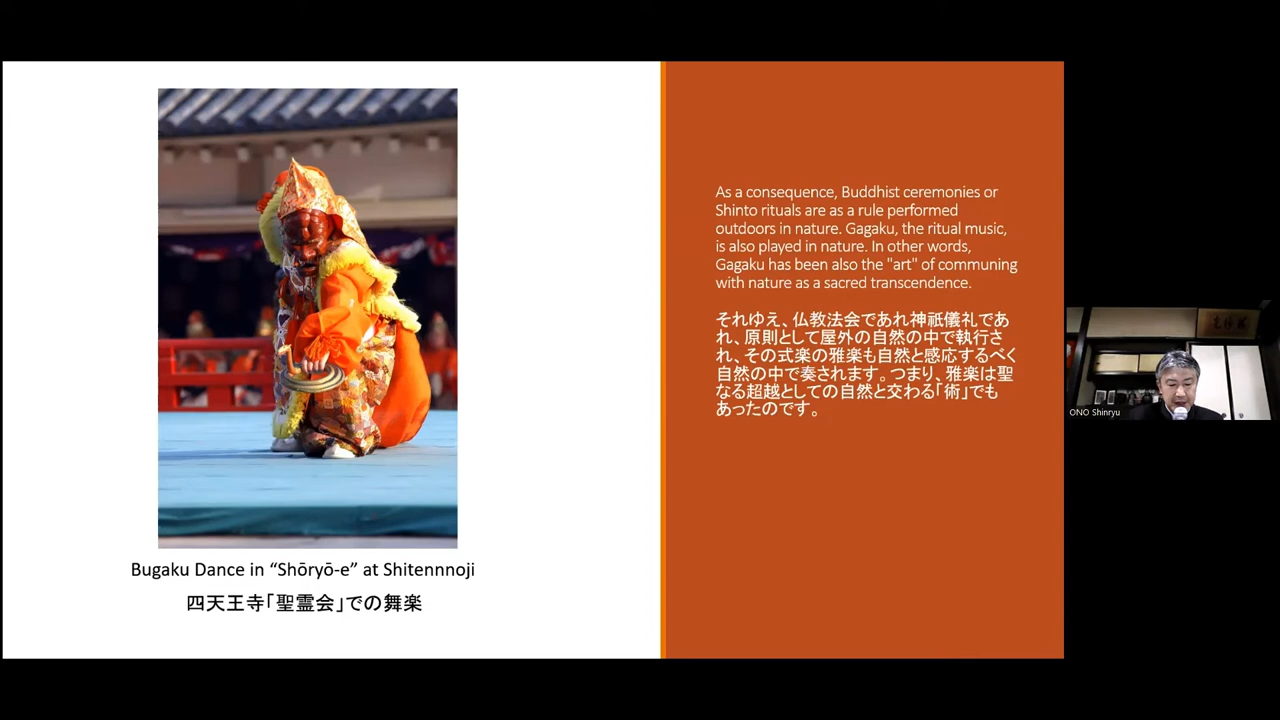 Bugaku Dance in “Shōryō-e” at Shitennnoji
四天王寺「聖霊会」での舞楽
As a consequence, Buddhist ceremonies or
Shinto rituals are as a rule performed
outdoors in nature. Gagaku, the ritual music,
is also played in nature. In other words,
Gagaku has been also the "art" of communing
with nature as a sacred transcendence.
それゆえ、仏教法会であれ神祇儀礼であ
れ、原則として屋外の自然の中で執行さ
れ、その式楽の雅楽も自然と感応するべく
自然の中で奏されます。つまり、雅楽は聖
なる超越としての自然と交わる「術」でも
あったのです。
ONO Shinryu